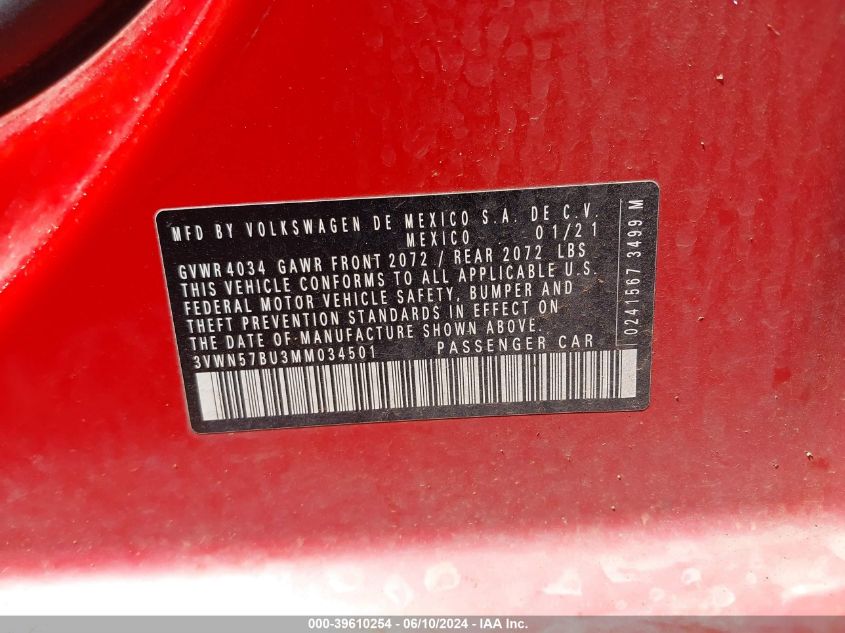 MFD BY VOLKSWAGEN DE MEXICO S.A. DE C.V.
MEXICO 01/21
GVWR 4034 GAWR FRONT 2072 / REAR 2072 LBS
THIS VEHICLE CONFORMS TO ALL APPLICABLE U.S.
FEDERAL MOTOR VEHICLE SAFETY, BUMPER AND
THEFT PREVENTION STANDARDS IN EFFECT ON
THE DATE OF MANUFACTURE SHOWN ABOVE.
3VWN57BU3MM034501 PASSENGER CAR
0241567 3499 M
000-39610254 - 06/10/2024 - IAA Inc.